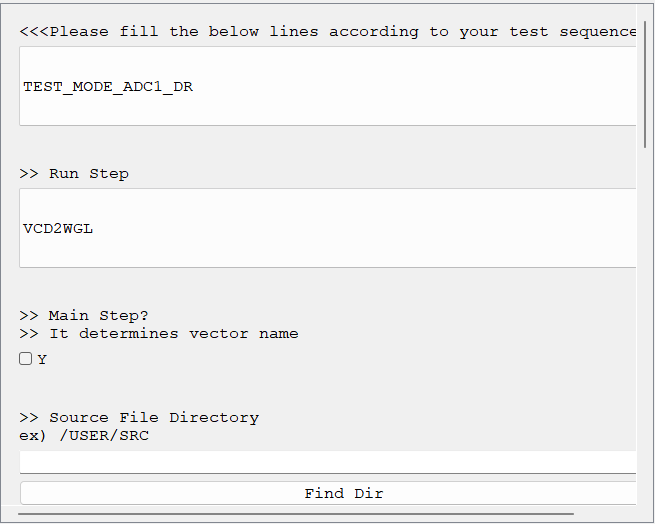 <<<Please fill the below lines according to your test sequence
TEST_MODE_ADC1_DR
>> Run Step
VCD2WGL
>> Main Step?
>> It determines vector name
Y
>> Source File Directory
ex) /USER/SRC
Find Dir